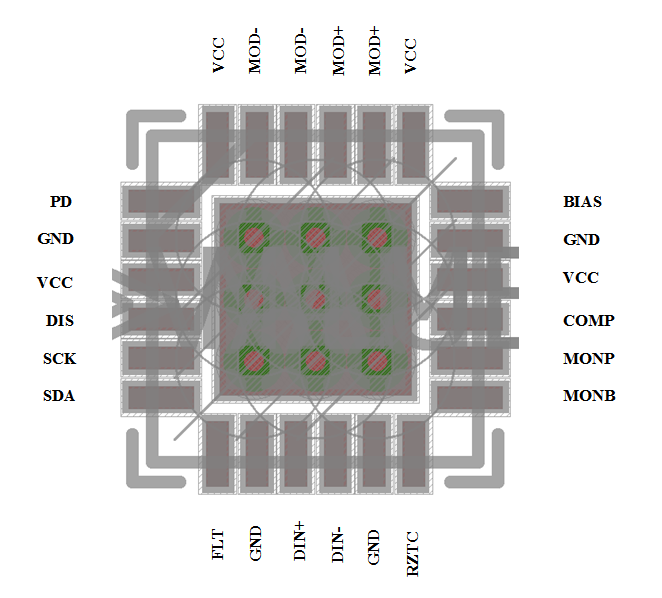 VCC
MOD-
MOD-
MOD+
MOD+
VCC
PD
GND
VCC
DIS
SCK
SDA
BIAS
GND
VCC
COMP
MONP
MONB
FLT
GND
DIN+
DIN-
GND
RZTC